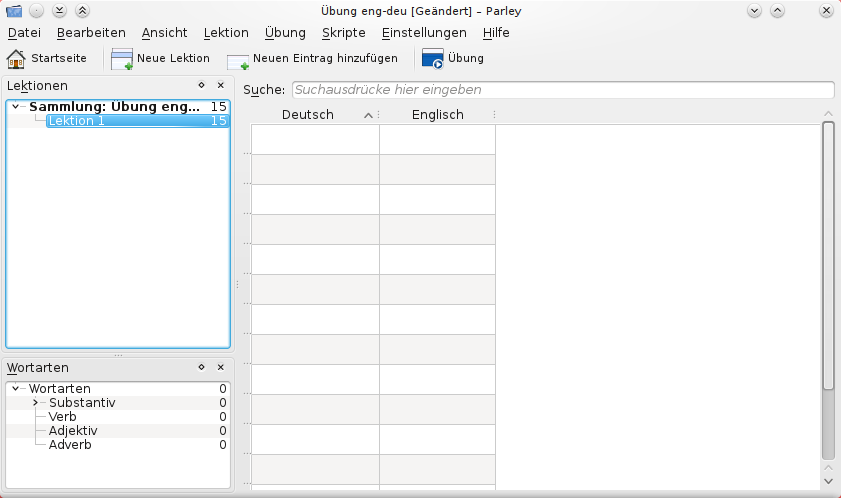 Übung eng-deu [Geändert] – Parley
Datei Bearbeiten Ansicht Lektion Übung Skripte Einstellungen Hilfe
Startseite Neue Lektion Neuen Eintrag hinzufügen Übung
Lektionen
Suche: Suchausdrücke hier eingeben
Sammlung: Übung eng... 15
Lektion 1 15
Deutsch Englisch
Wortarten
Wortarten 0
Substantiv 0
Verb 0
Adjektiv 0
Adverb 0